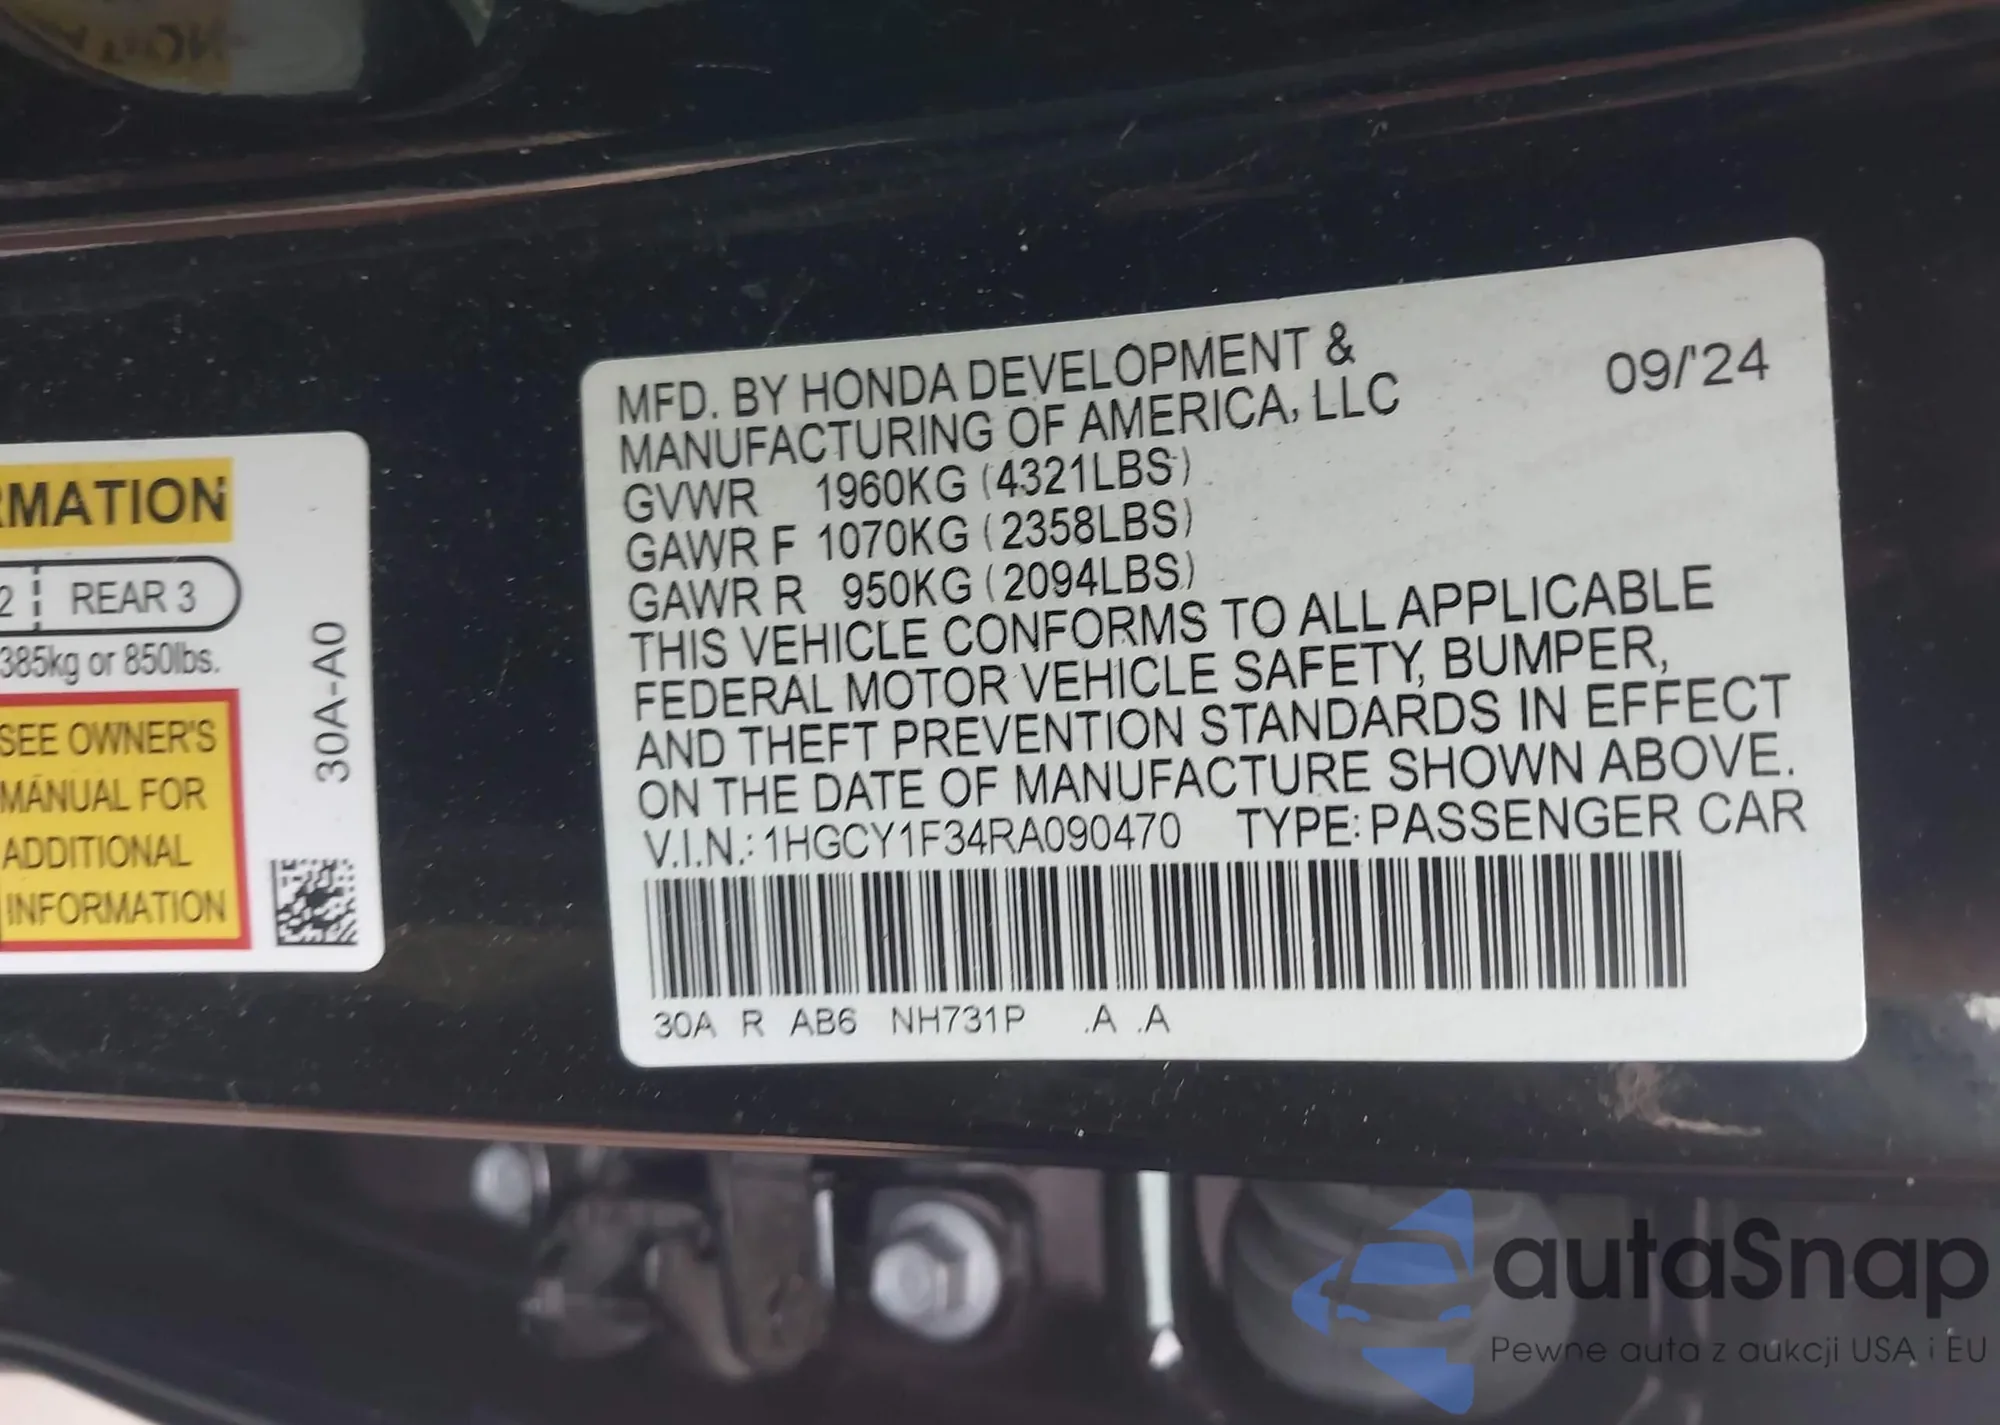 RMATION
2 REAR 3
385kg or 850lbs.
SEE OWNER'S
MANUAL FOR
ADDITIONAL
INFORMATION
30A-A0
MFD. BY HONDA DEVELOPMENT &
MANUFACTURING OF AMERICA, LLC
09/'24
GVWR 1960KG (4321LBS)
GAWR F 1070KG (2358LBS)
GAWR R 950KG (2094LBS)
THIS VEHICLE CONFORMS TO ALL APPLICABLE
FEDERAL MOTOR VEHICLE SAFETY, BUMPER,
AND THEFT PREVENTION STANDARDS IN EFFECT
ON THE DATE OF MANUFACTURE SHOWN ABOVE.
V.I.N.: 1HGCY1F34RA090470 TYPE: PASSENGER CAR
30A R AB6 NH731P .A .A
autaSnap
Pewne auta z aukcji USA i EU